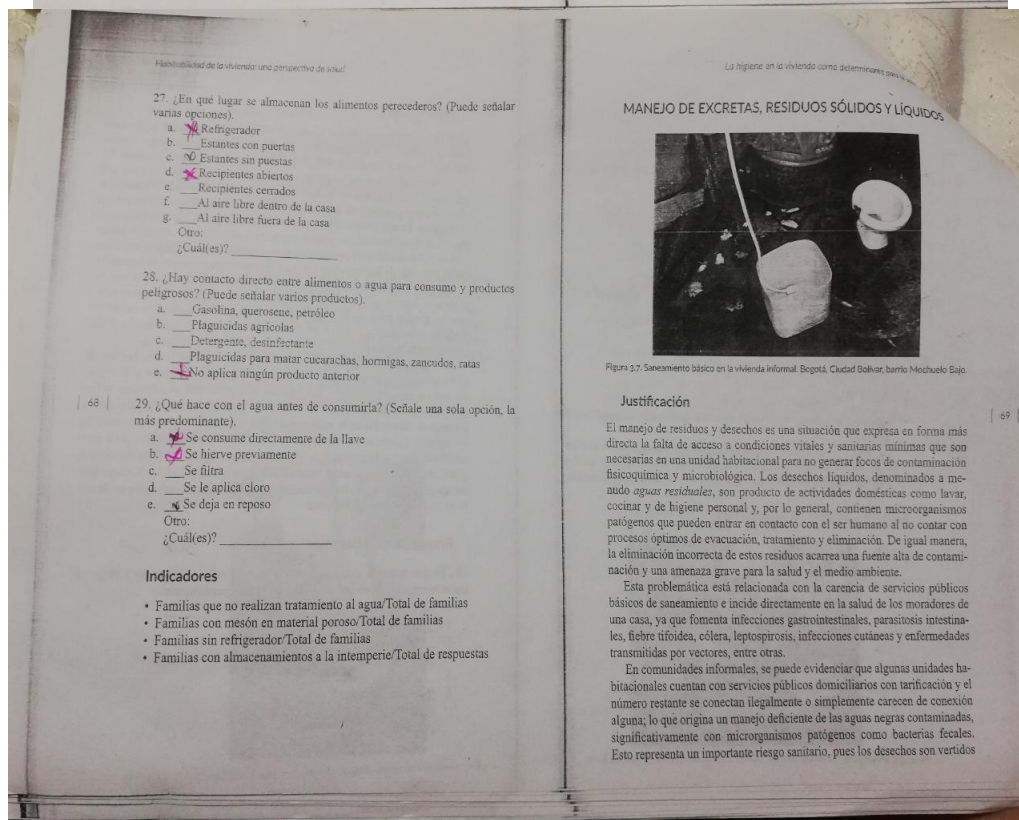 Habitabilidad de la vivienda: una perspectiva de salud
27. ¿En qué lugar se almacenan los alimentos perecederos? (Puede señalar
varias opciones).
a. Refrigerador
b. ___Estantes con puertas
c. Estantes sin puestas
d. Recipientes abiertos
e. ___Recipientes cerrados
f. ___Al aire libre dentro de la casa
g. ___Al aire libre fuera de la casa
Otro:
¿Cuál(es)? _______________
28. ¿Hay contacto directo entre alimentos o agua para consumo y productos
peligrosos? (Puede señalar varios productos).
a. ___Gasolina, querosene, petróleo
b. ___Plaguicidas agrícolas
c. ___Detergente, desinfectante
d. ___Plaguicidas para matar cucarachas, hormigas, zancudos, ratas
e. No aplica ningún producto anterior
68
29. ¿Qué hace con el agua antes de consumirla? (Señale una sola opción, la
más predominante).
a. Se consume directamente de la llave
b. Se hierve previamente
c. ___Se filtra
d. ___Se le aplica cloro
e. Se deja en reposo
Otro:
¿Cuál(es)? _______________
Indicadores
• Familias que no realizan tratamiento al agua/Total de familias
• Familias con mesón en material poroso/Total de familias
• Familias sin refrigerador/Total de familias
• Familias con almacenamientos a la intemperie/Total de respuestas
La higiene en la vivienda como determinante
MANEJO DE EXCRETAS, RESIDUOS SÓLIDOS Y LÍQUIDOS
Figura 3.7. Saneamiento básico en la vivienda informal. Bogotá, Ciudad Bolívar, barrio Mochuelo Bajo.
Justificación
69
El manejo de residuos y desechos es una situación que expresa en forma más
directa la falta de acceso a condiciones vitales y sanitarias mínimas que son
necesarias en una unidad habitacional para no generar focos de contaminación
fisicoquímica y microbiológica. Los desechos líquidos, denominados a me-
nudo aguas residuales, son producto de actividades domésticas como lavar,
cocinar y de higiene personal y, por lo general, contienen microorganismos
patógenos que pueden entrar en contacto con el ser humano al no contar con
procesos óptimos de evacuación, tratamiento y eliminación. De igual manera,
la eliminación incorrecta de estos residuos acarrea una fuente alta de contami-
nación y una amenaza grave para la salud y el medio ambiente.
Esta problemática está relacionada con la carencia de servicios públicos
básicos de saneamiento e incide directamente en la salud de los moradores de
una casa, ya que fomenta infecciones gastrointestinales, parasitosis intestina-
les, fiebre tifoidea, cólera, leptospirosis, infecciones cutáneas y enfermedades
transmitidas por vectores, entre otras.
En comunidades informales, se puede evidenciar que algunas unidades ha-
bitacionales cuentan con servicios públicos domiciliarios con tarificación y el
número restante se conectan ilegalmente o simplemente carecen de conexión
alguna; lo que origina un manejo deficiente de las aguas negras contaminadas,
significativamente con microrganismos patógenos como bacterias fecales.
Esto representa un importante riesgo sanitario, pues los desechos son vertidos